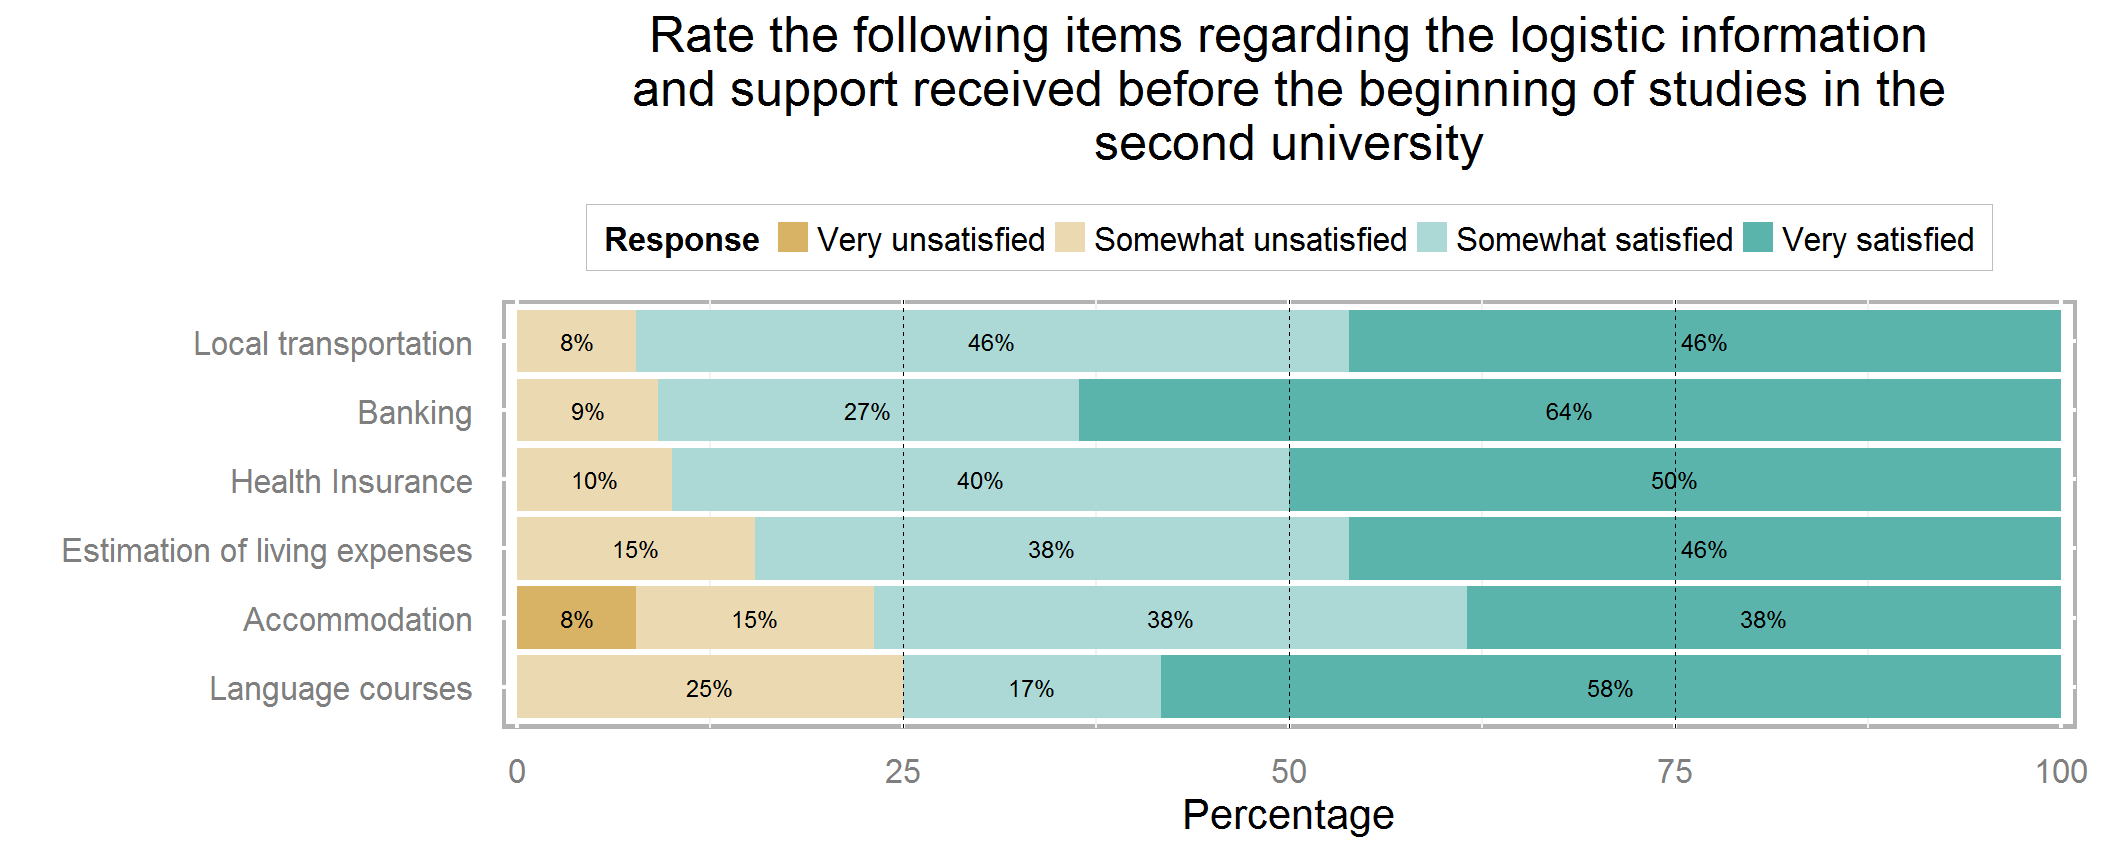 Rate the following items regarding the logistic information
and support received before the beginning of studies in the
second university
Response Very unsatisfied Somewhat unsatisfied Somewhat satisfied Very satisfied
Local transportation 8% 46% 46%
Banking 9% 27% 64%
Health Insurance 10% 40% 50%
Estimation of living expenses 15% 38% 46%
Accommodation 8% 15% 38% 38%
Language courses 25% 17% 58%
0 25 50 75 100
Percentage